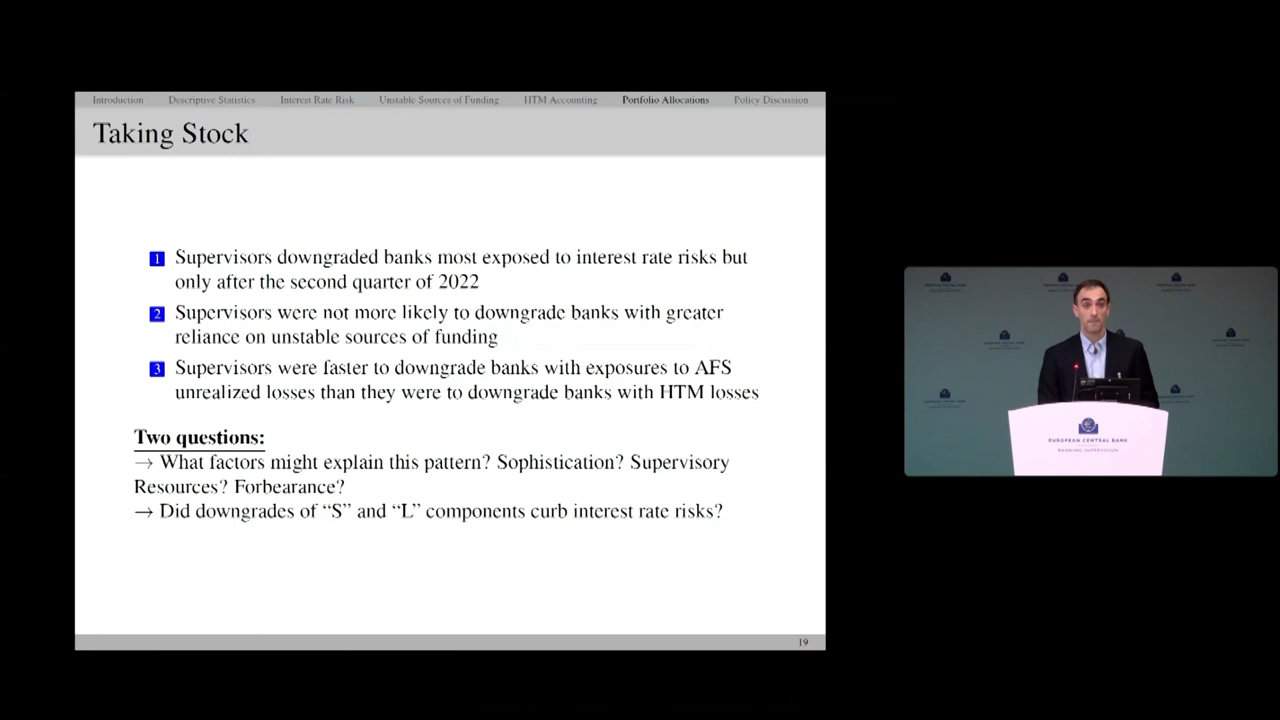 Introduction Descriptive Statistics Interest Rate Risk Unstable Sources of Funding HTM Accounting Portfolio Allocations Policy Discussion
Taking Stock
1 Supervisors downgraded banks most exposed to interest rate risks but
only after the second quarter of 2022
2 Supervisors were not more likely to downgrade banks with greater
reliance on unstable sources of funding
3 Supervisors were faster to downgrade banks with exposures to AFS
unrealized losses than they were to downgrade banks with HTM losses
Two questions:
→ What factors might explain this pattern? Sophistication? Supervisory
Resources? Forbearance?
→ Did downgrades of “S” and “L” components curb interest rate risks?
19
EUROPEAN CENTRAL BANK
BANKING SUPERVISION